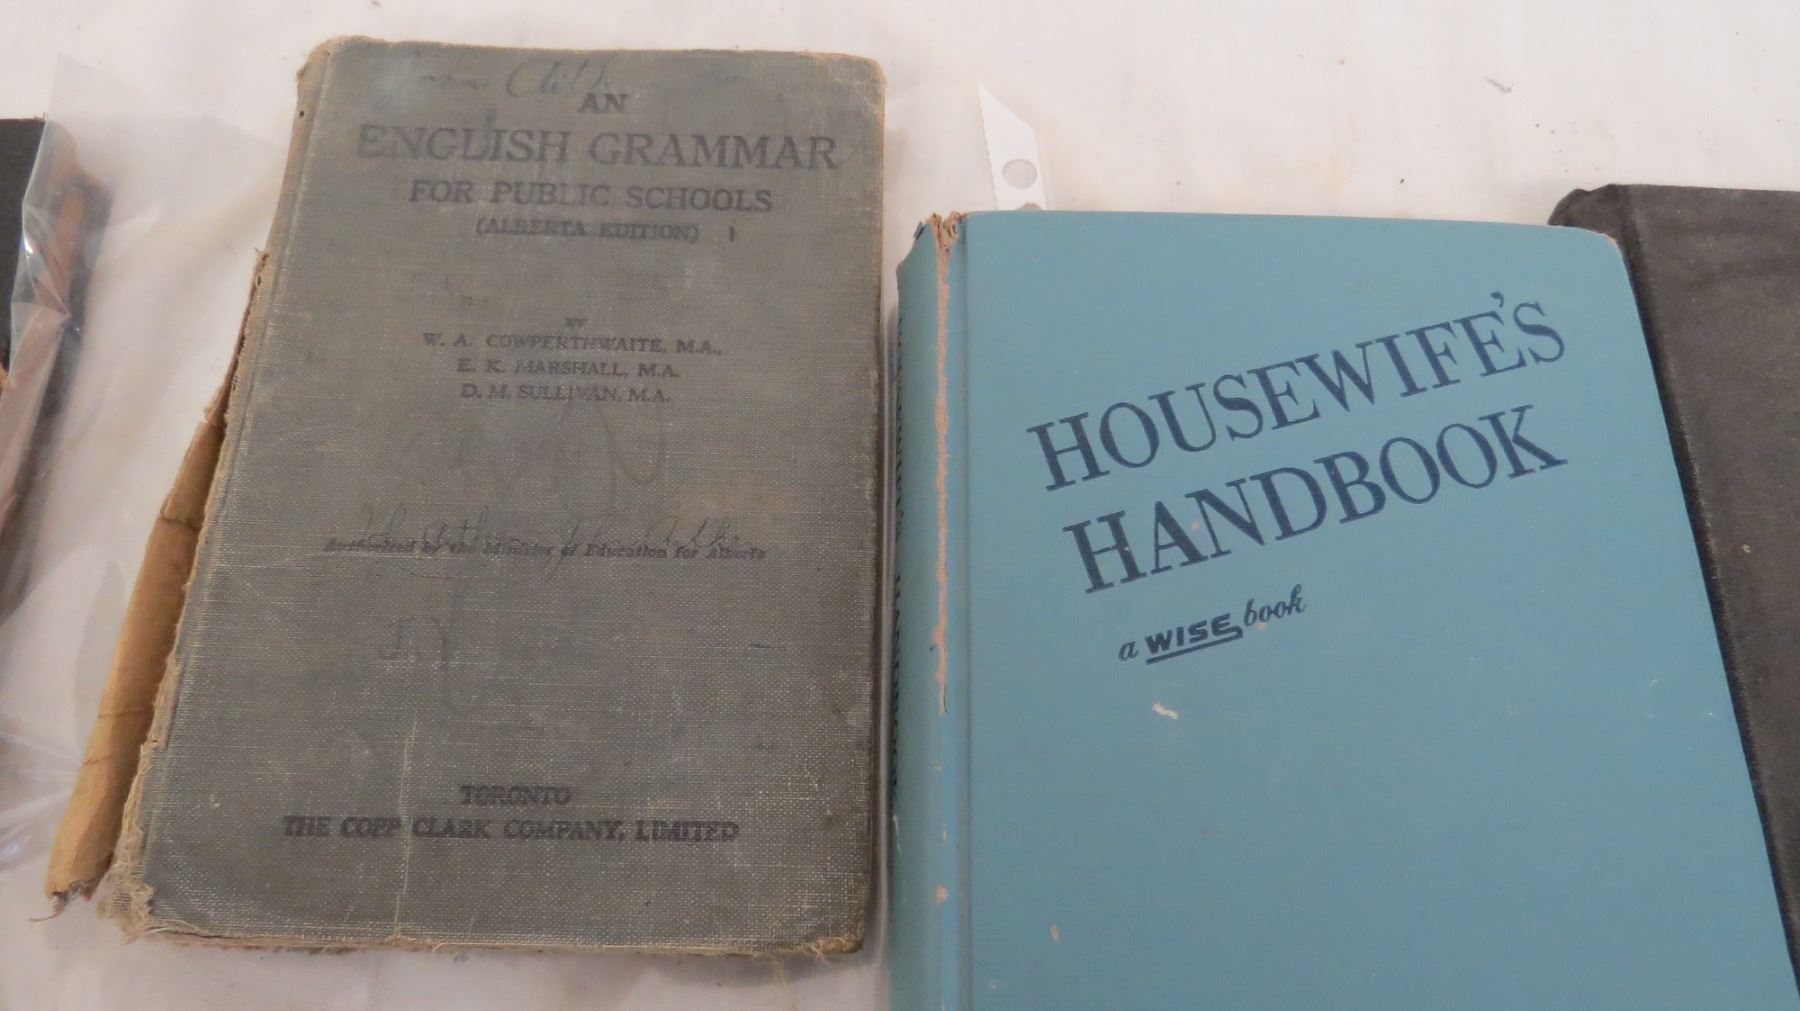 AN
ENGLISH GRAMMAR
FOR PUBLIC SCHOOLS
(ALBERTA EDITION)
BY
W. A. COWPERTHWAITE, M.A.,
E. K. MARSHALL, M.A.
D. M. SULLIVAN, M.A.
Authorized by the Minister of Education for Alberta
TORONTO
THE COPP CLARK COMPANY, LIMITED
HOUSEWIFE'S
HANDBOOK
a WISE book